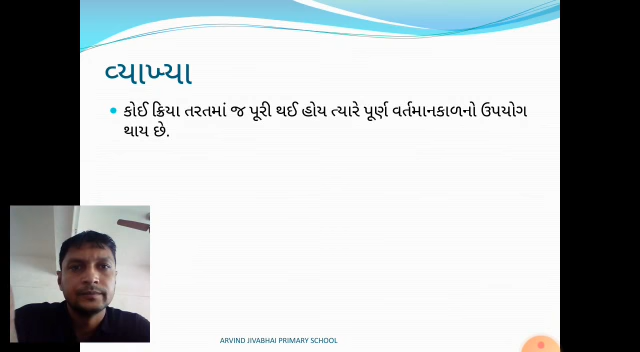 વ્યાખ્યા
કોઈ ક્રિયા તરતમાં જ પૂરી થઈ હોય ત્યારે પૂર્ણ વર્તમાનકાળનો ઉપયોગ
થાય છે.
ARVIND JIVABHAI PRIMARY SCHOOL